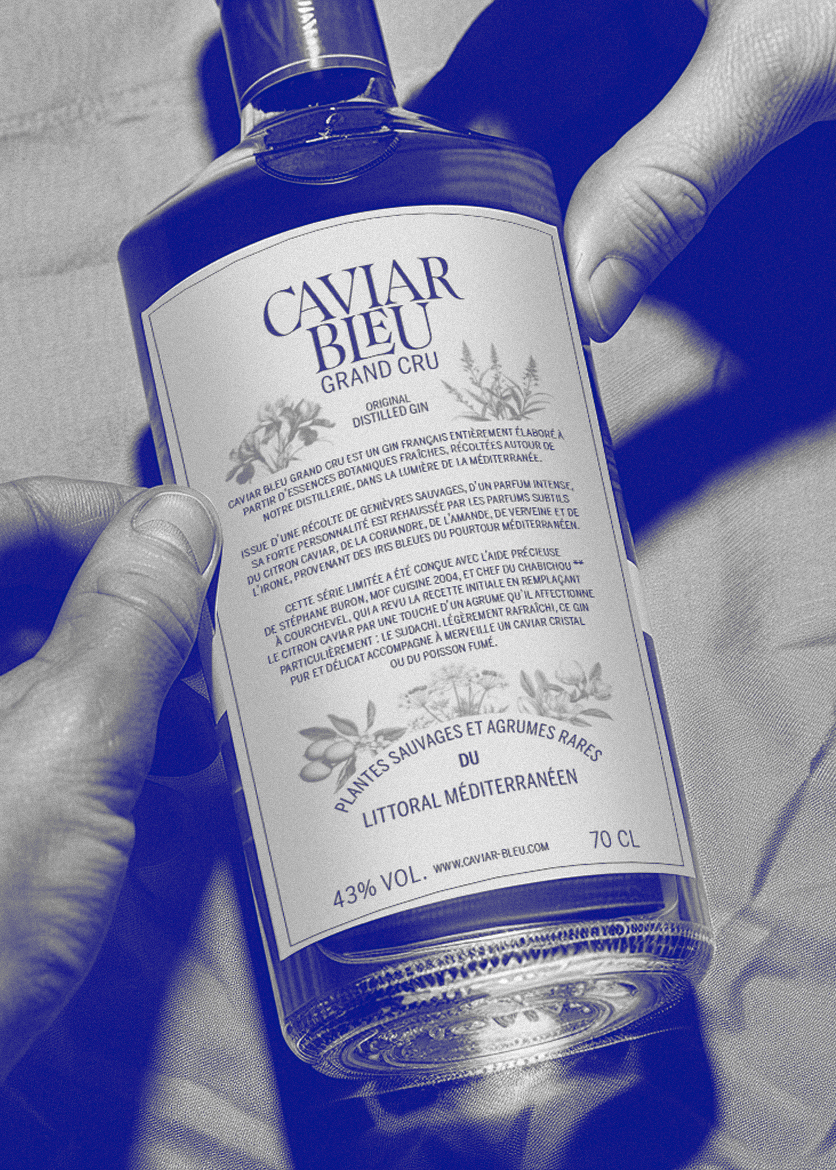 CAVIAR
BLEU
GRAND CRU
ORIGINAL
DISTILLED GIN
CAVIAR BLEU GRAND CRU EST UN GIN FRANÇAIS ENTIÈREMENT ÉLABORÉ À
PARTIR D'ESSENCES BOTANIQUES FRAÎCHES, RÉCOLTÉES AUTOUR DE
NOTRE DISTILLERIE, DANS LA LUMIÈRE DE LA MÉDITERRANÉE.
ISSUE D'UNE RÉCOLTE DE GENIÈVRES SAUVAGES, D'UN PARFUM INTENSE,
SA FORTE PERSONNALITÉ EST REHAUSSÉE PAR LES PARFUMS SUBTILS
DU CITRON CAVIAR, DE LA CORIANDRE, DE L'AMANDE, DE VERVEINE ET DE
L'IRONE, PROVENANT DES IRIS BLEUES DU POURTOUR MÉDITERRANÉEN.
CETTE SÉRIE LIMITÉE A ÉTÉ CONÇUE AVEC L'AIDE PRÉCIEUSE
DE STÉPHANE BURON, MOF CUISINE 2004, ET CHEF DU CHABICHOU **
À COURCHEVEL, QUI A REVU LA RECETTE INITIALE EN REMPLAÇANT
LE CITRON CAVIAR PAR UNE TOUCHE D'UN AGRUME QU'IL AFFECTIONNE
PARTICULIÈREMENT : LE SUDACHI. LÉGÈREMENT RAFRAÎCHI, CE GIN
PUR ET DÉLICAT ACCOMPAGNE À MERVEILLE UN CAVIAR CRISTAL
OU DU POISSON FUMÉ.
PLANTES SAUVAGES ET AGRUMES RARES
DU
LITTORAL MÉDITERRANÉEN
43% VOL. WWW.CAVIAR-BLEU.COM 70 CL